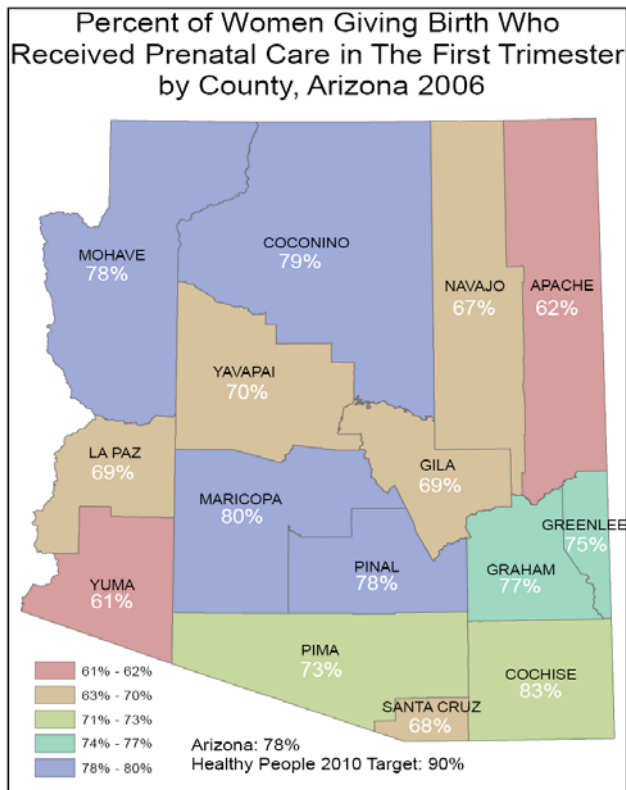 Percent of Women Giving Birth Who
Received Prenatal Care in The First Trimester
by County, Arizona 2006
MOHAVE
78%
COCONINO
79%
NAVAJO
67%
APACHE
62%
YAVAPAI
70%
LA PAZ
69%
GILA
69%
MARICOPA
80%
GREENLEE
75%
PINAL
78%
GRAHAM
77%
YUMA
61%
PIMA
73%
COCHISE
83%
SANTA CRUZ
68%
61% - 62%
63% - 70%
71% - 73%
74% - 77%
78% - 80%
Arizona: 78%
Healthy People 2010 Target: 90%